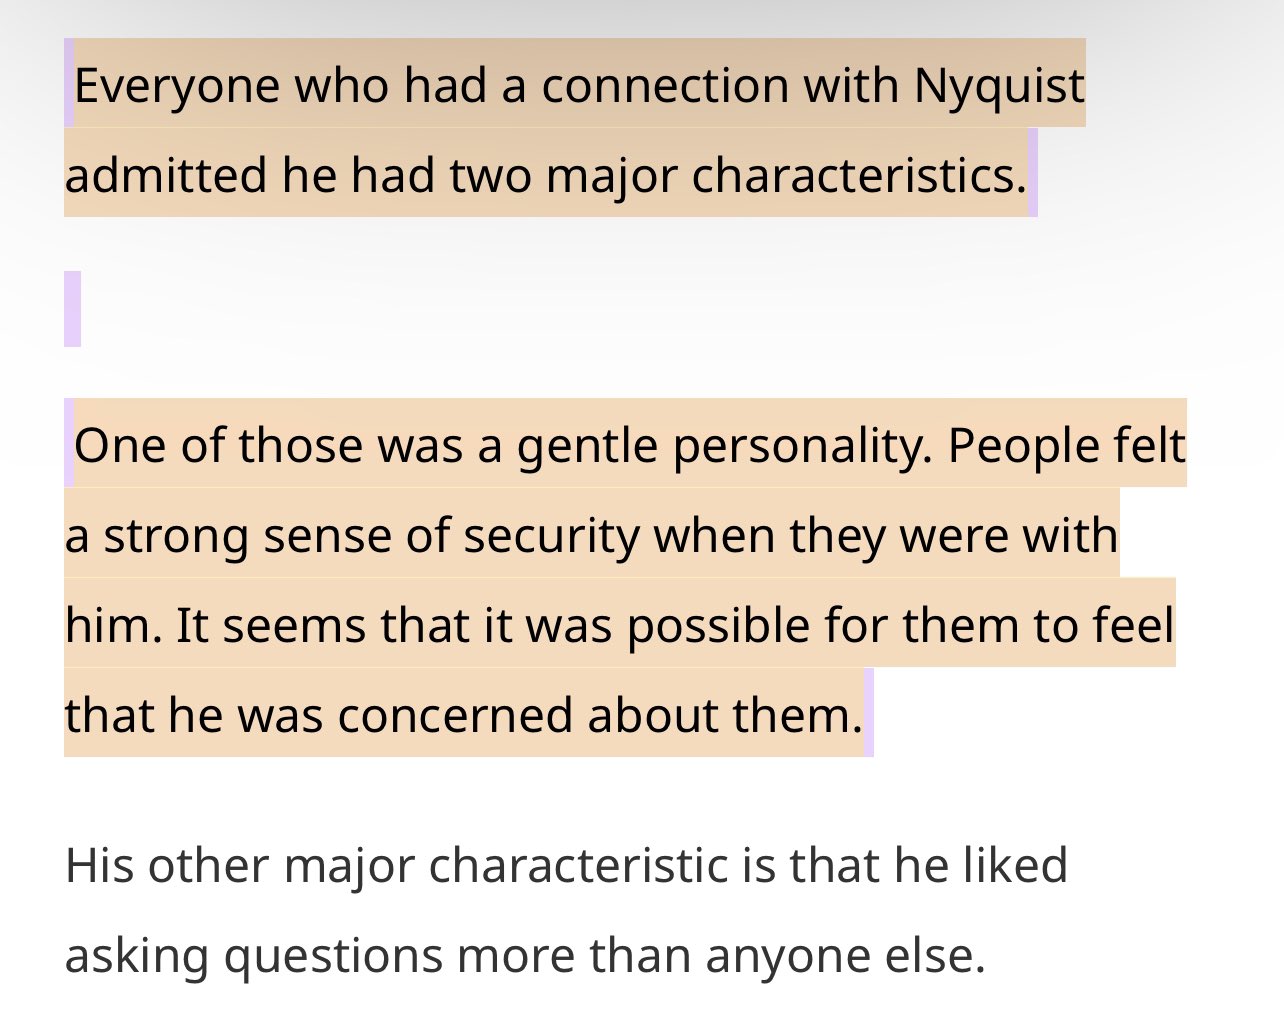 Everyone who had a connection with Nyquist
admitted he had two major characteristics.
One of those was a gentle personality. People felt
a strong sense of security when they were with
him. It seems that it was possible for them to feel
that he was concerned about them.
His other major characteristic is that he liked
asking questions more than anyone else.